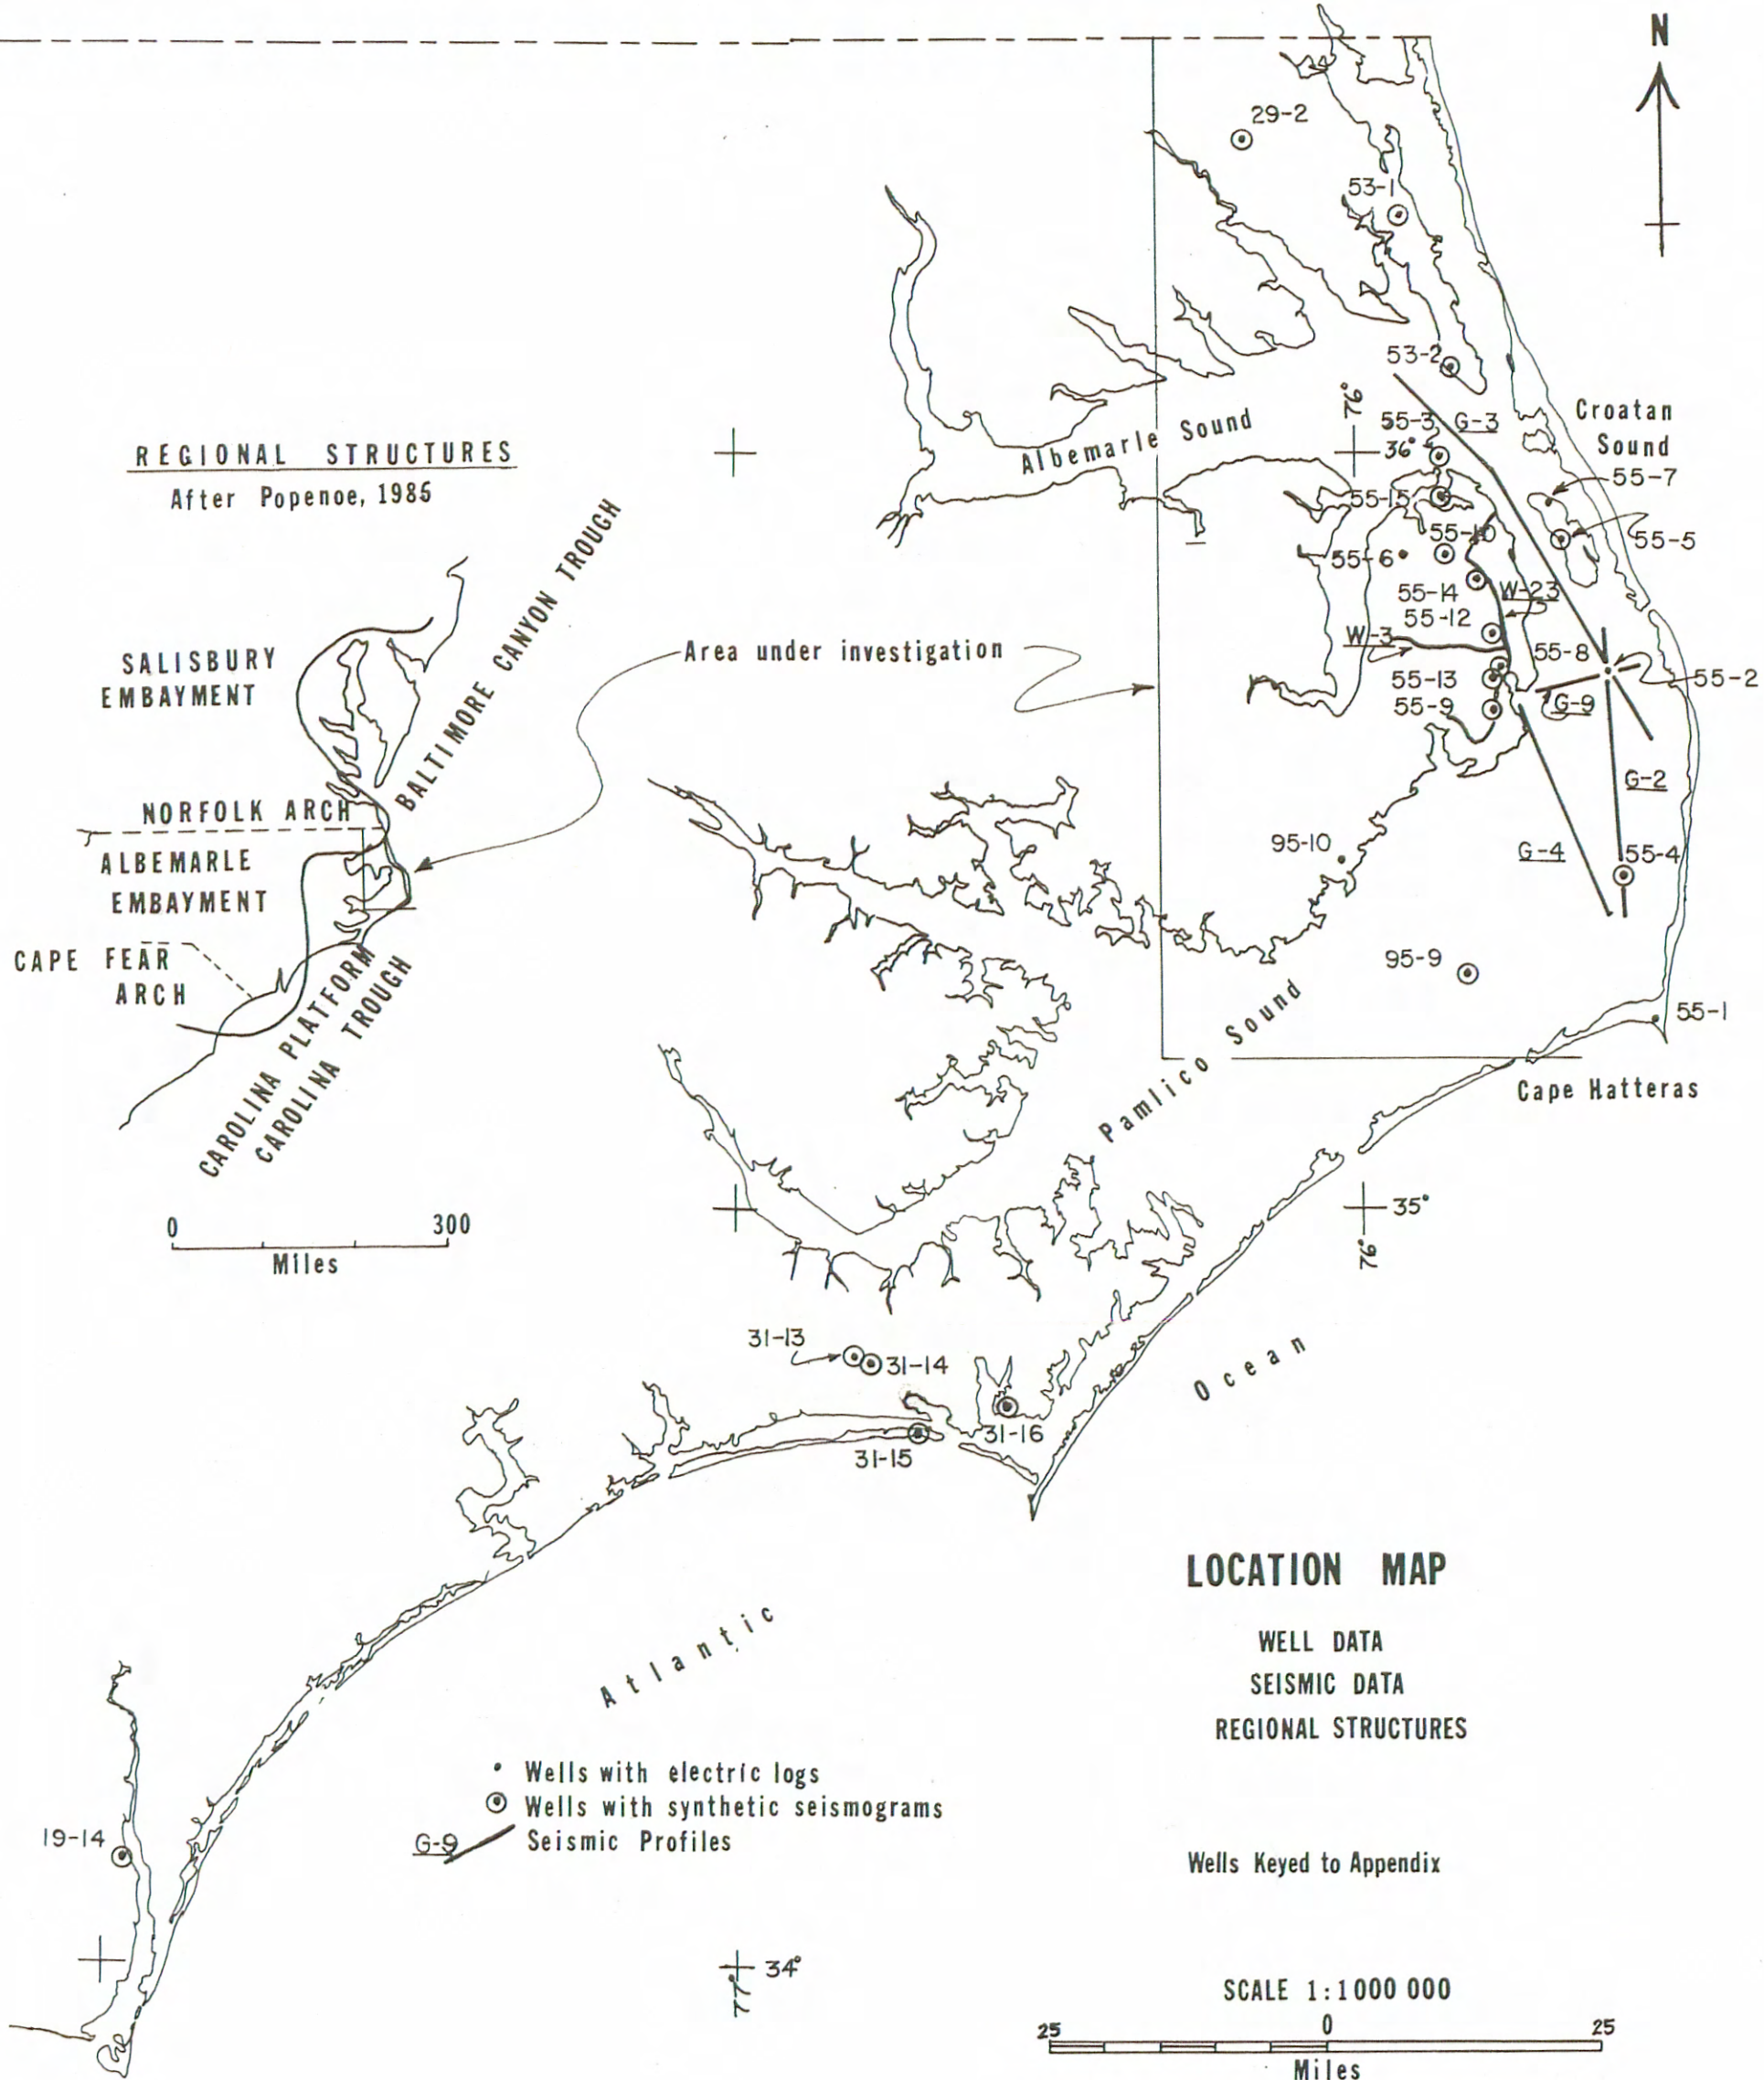 N
29-2
53-1
53-2
76°
Croatan
Sound
55-3
G-3
36°
Albemarle Sound
55-7
55-15
55-5
55-10
55-6
55-14
W-23
55-12
W-3
55-8
55-13
55-2
55-9
G-9
G-2
95-10
G-4
55-4
95-9
55-1
Cape Hatteras
Pamlico Sound
35°
76°
REGIONAL STRUCTURES
After Popenoe, 1985
BALTIMORE CANYON TROUGH
SALISBURY
EMBAYMENT
Area under investigation
NORFOLK ARCH
ALBEMARLE
EMBAYMENT
CAPE FEAR
ARCH
CAROLINA PLATFORM
CAROLINA TROUGH
0 300
Miles
31-13
31-14
31-16
31-15
Atlantic Ocean
LOCATION MAP
WELL DATA
SEISMIC DATA
REGIONAL STRUCTURES
Wells with electric logs
Wells with synthetic seismograms
G-9 Seismic Profiles
19-14
Wells Keyed to Appendix
34°
77°
SCALE 1:1000 000
25 0 25
Miles